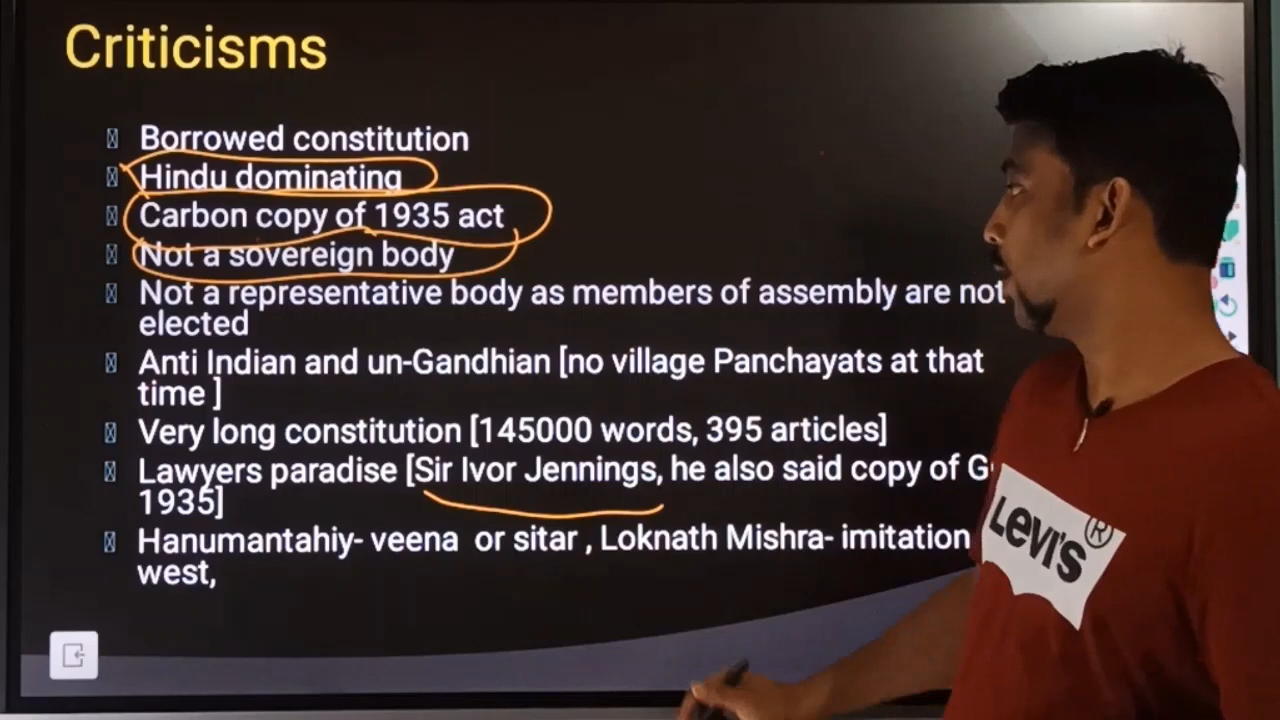 Criticisms
Borrowed constitution
Hindu dominating
Carbon copy of 1935 act
Not a sovereign body
Not a representative body as members of assembly are not
elected
Anti Indian and un-Gandhian [no village Panchayats at that
time ]
Very long constitution [145000 words, 395 articles]
Lawyers paradise [Sir Ivor Jennings, he also said copy of
1935]
Hanumantahiy- veena or sitar , Loknath Mishra- imitation
west,
Levi's ®